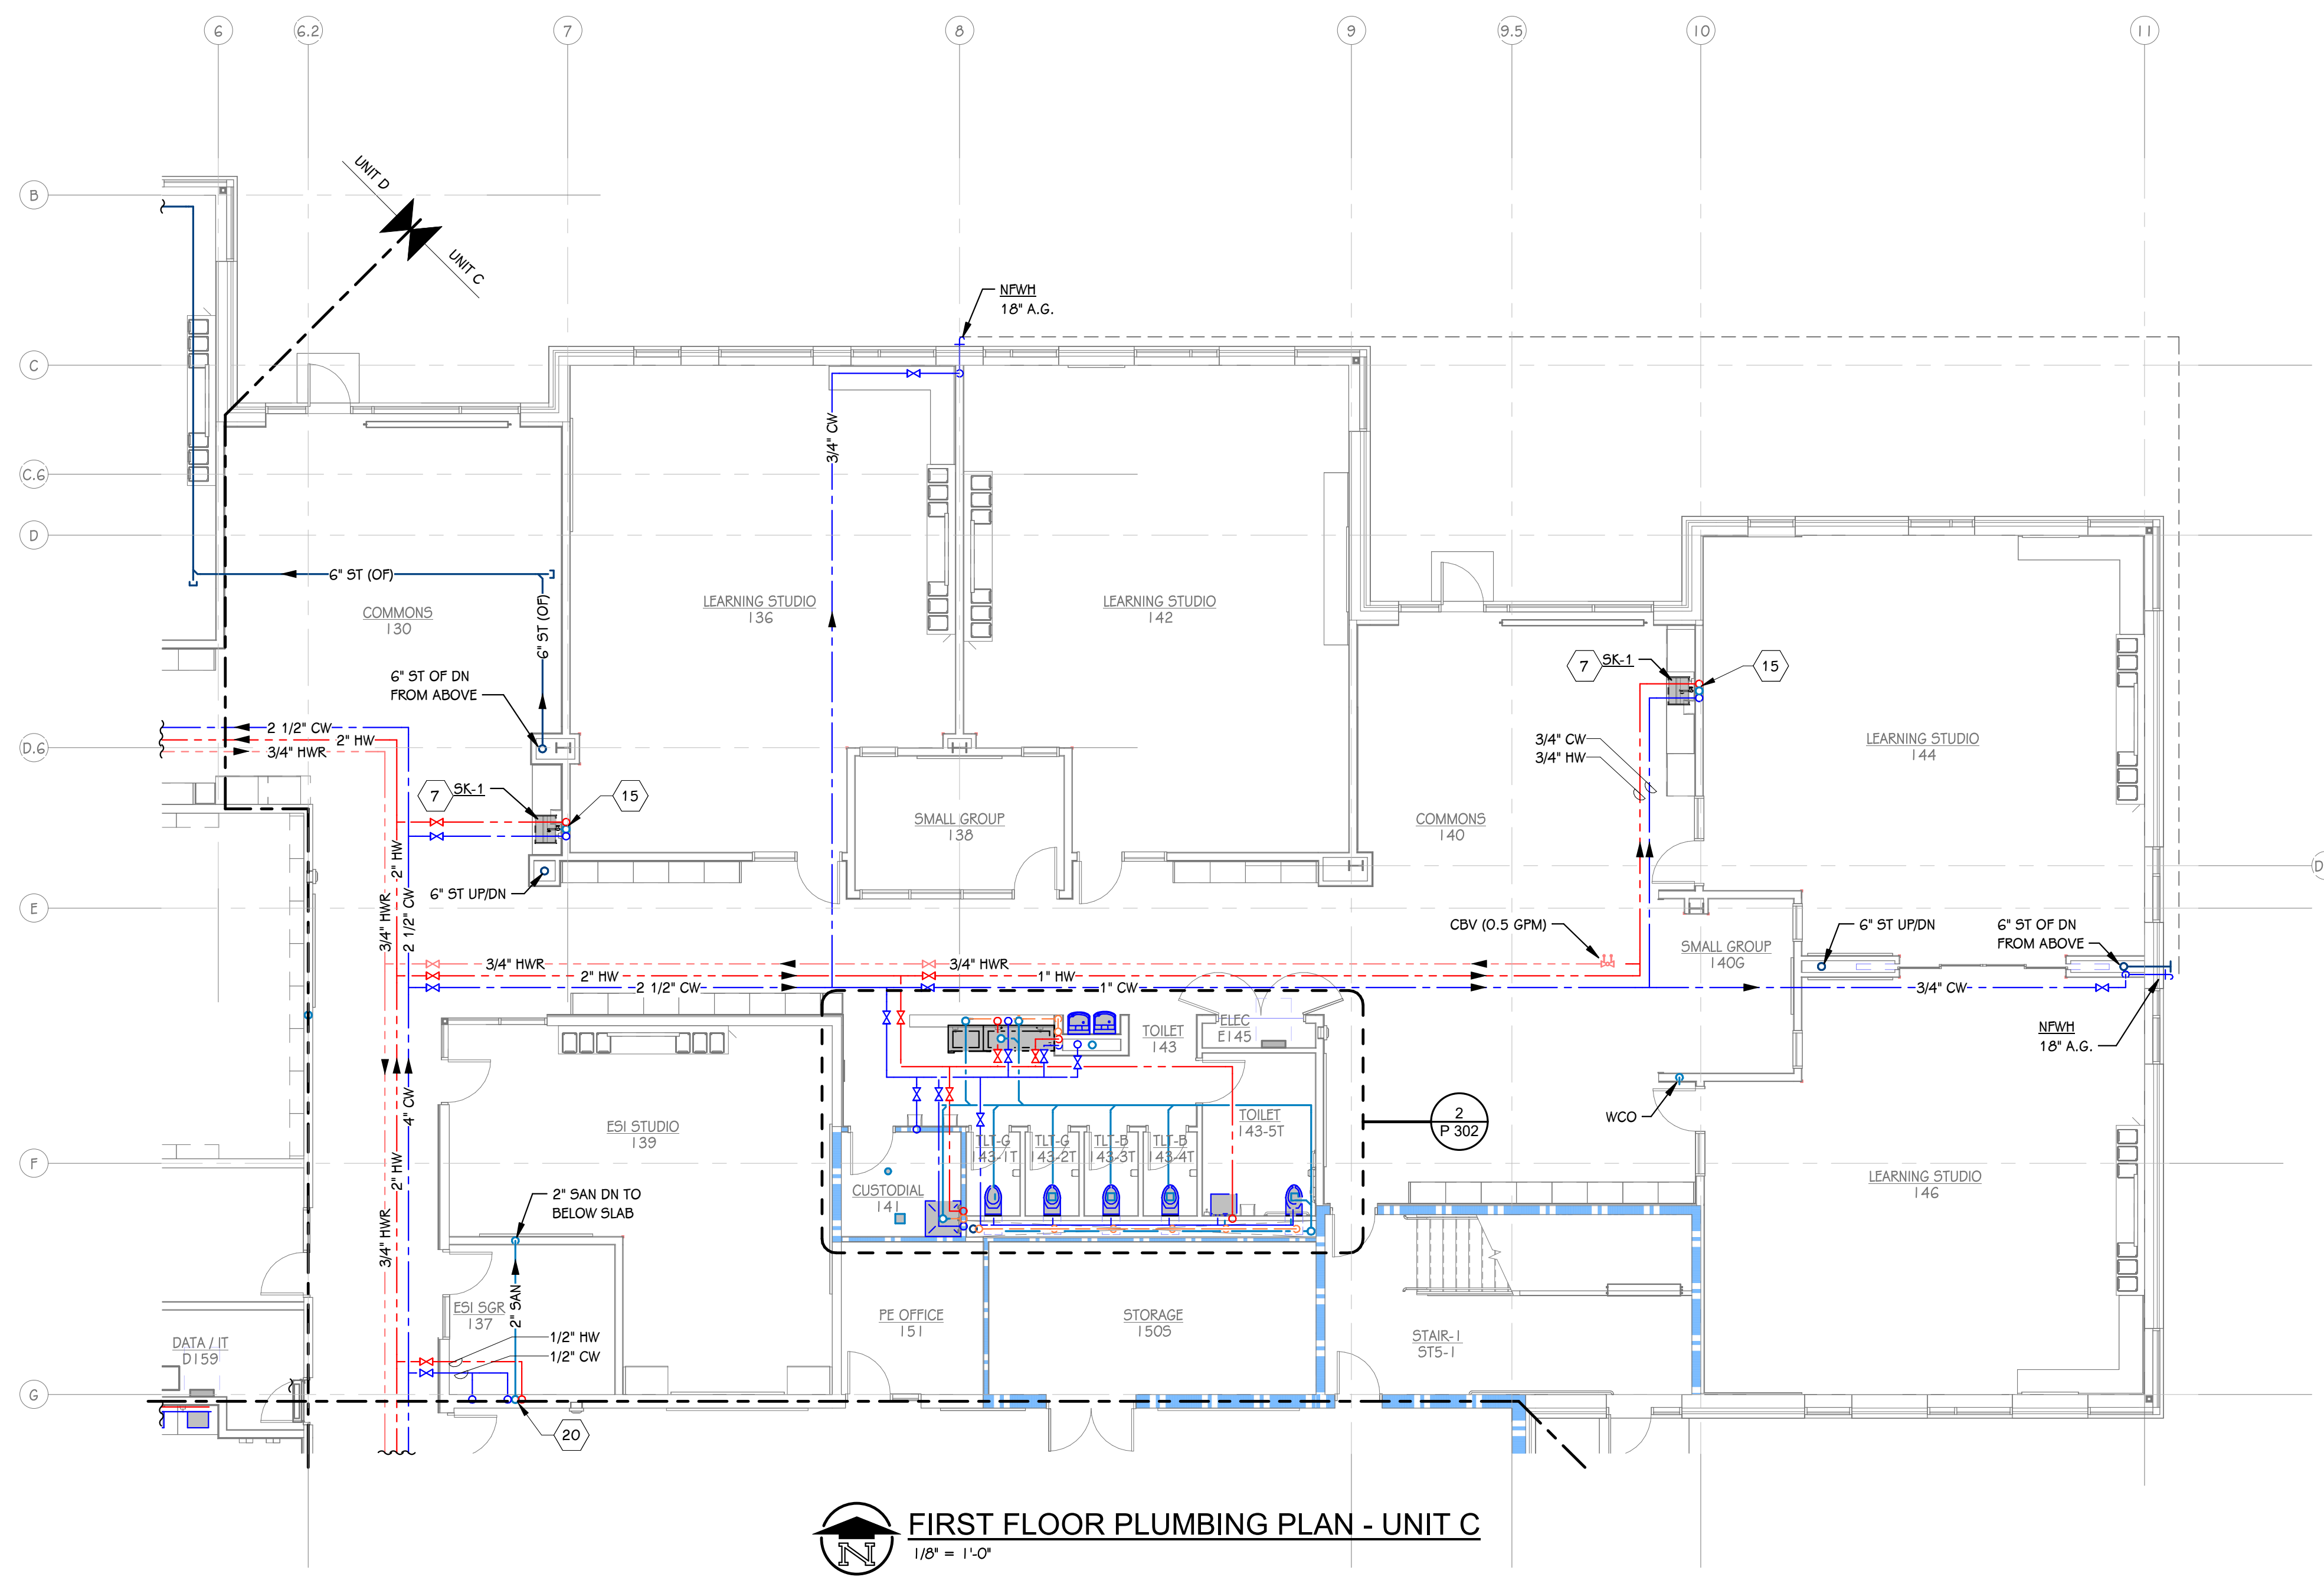 6
6.2
7
8
9
9.5
10
11
B
C
C.6
D
D.6
E
F
G
D
UNIT D
UNIT C
NFWH
18" A.G.
3/4" CW
6" ST (OF)
6" ST (OF)
COMMONS
130
LEARNING STUDIO
136
LEARNING STUDIO
142
6" ST OF DN
FROM ABOVE
7
SK-1
15
2 1/2" CW
2" HW
3/4" HWR
3/4" CW
3/4" HW
LEARNING STUDIO
144
7
SK-1
15
SMALL GROUP
138
COMMONS
140
6" ST UP/DN
2" HW
3/4" HWR
2 1/2" CW
CBV (0.5 GPM)
6" ST UP/DN
6" ST OF DN
FROM ABOVE
SMALL GROUP
140G
3/4" HWR
3/4" HWR
2" HW
1" HW
2 1/2" CW
1" CW
3/4" CW
NFWH
18" A.G.
TOILET
143
ELEC
E145
4" CW
2" HW
3/4" HWR
ESI STUDIO
139
TOILET
143-5T
2
P 302
WCO
TLT-G
143-1T
TLT-G
143-2T
TLT-B
143-3T
TLT-B
143-4T
CUSTODIAL
141
LEARNING STUDIO
146
2" SAN DN TO
BELOW SLAB
2" SAN
ESI SGR
137
PE OFFICE
151
STORAGE
150S
STAIR-1
ST5-1
DATA / IT
D159
1/2" HW
1/2" CW
20
N
FIRST FLOOR PLUMBING PLAN - UNIT C
1/8" = 1'-0"